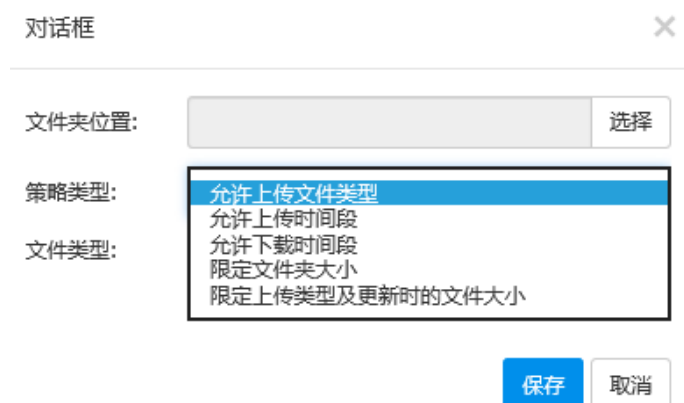 对话框
文件夹位置: 选择
策略类型: 允许上传文件类型
允许上传时间段
文件类型: 允许下载时间段
限定文件夹大小
限定上传类型及更新时的文件大小
保存 取消